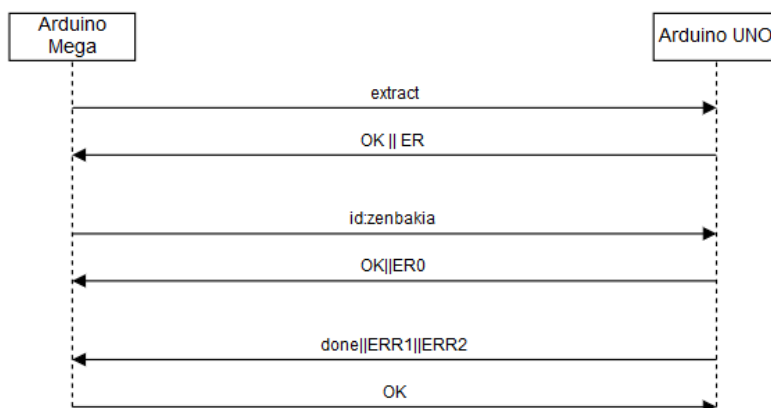 Arduino
Mega
Arduino UNO
extract
OK || ER
id:zenbakia
OK||ER0
done||ERR1||ERR2
OK